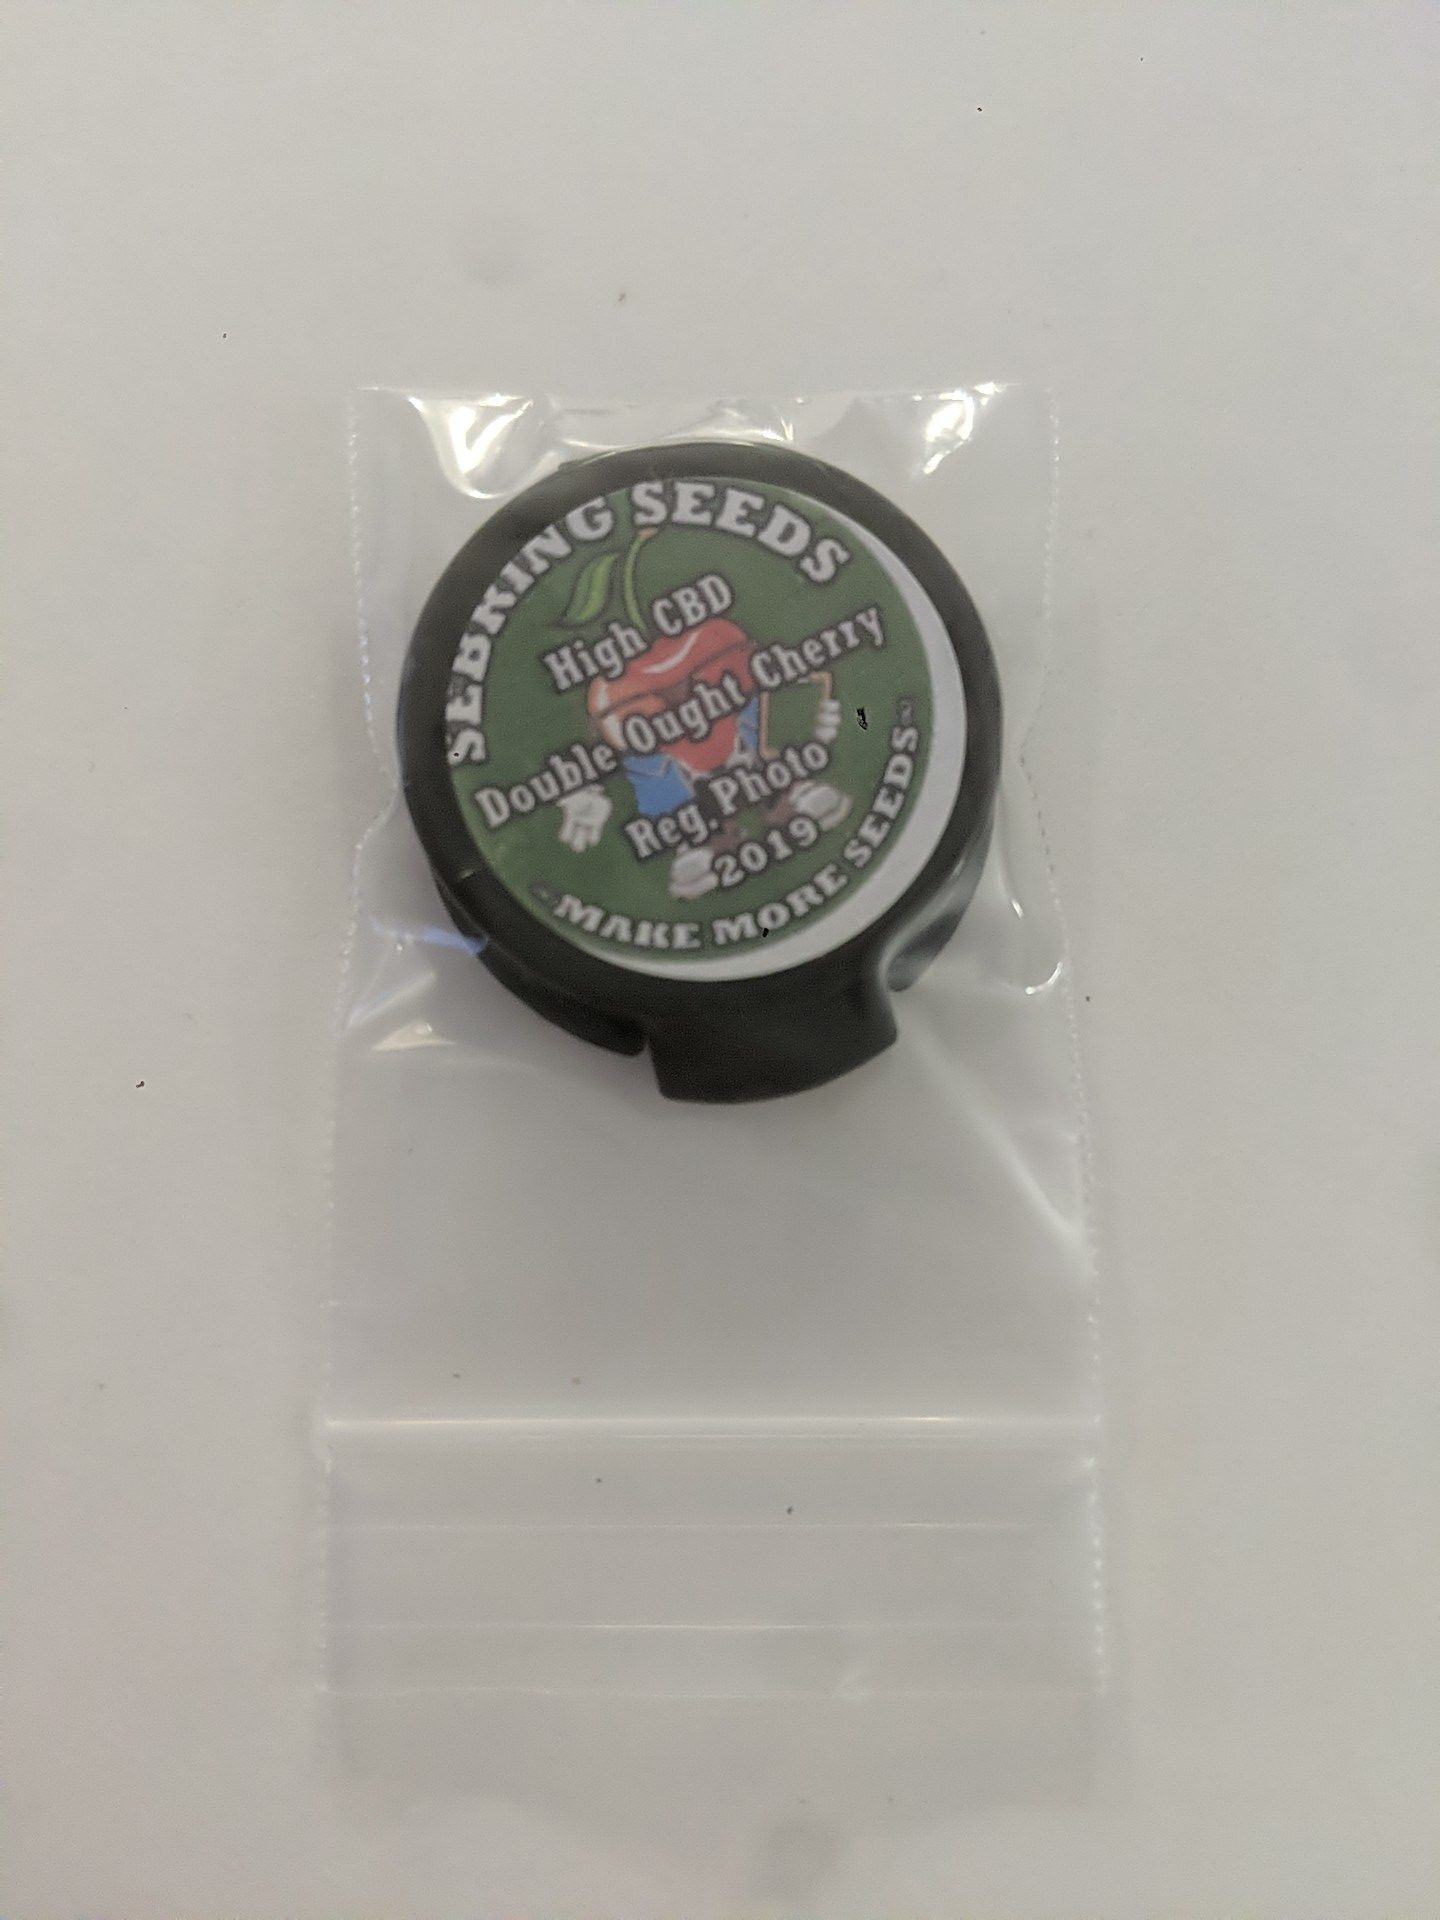 SEBRING SEEDS
High CBD
Double Ought Cherry
Reg. Photo
2019
MAKE MORE SEEDS